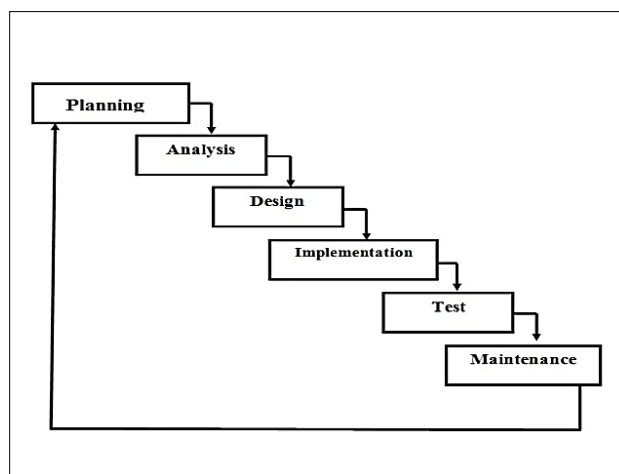 Planning
Analysis
Design
Implementation
Test
Maintenance